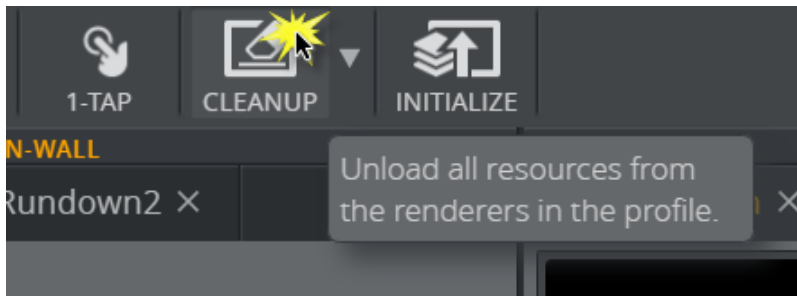 1-TAP
CLEANUP
INITIALIZE
N-WALL
Rundown2
Unload all resources from
the renderers in the profile.